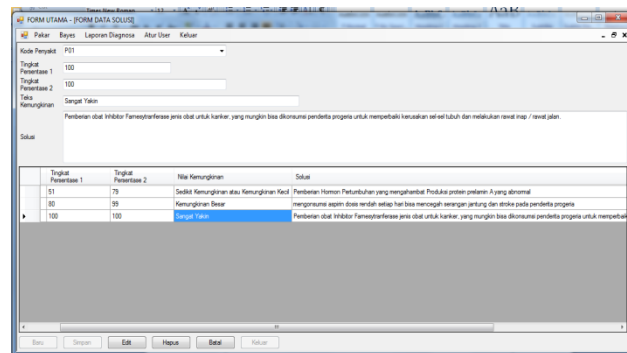 FORM UTAMA - [FORM DATA SOLUSI]
Pakar Bayes Laporan Diagnosa Atur User Keluar
Kode Penyakit P01
Tingkat
Persentase 1 100
Tingkat
Persentase 2 100
Teks
Kemungkinan Sangat Yakin
Pemberian obat Inhibitor Farnesytranferase jenis obat untuk kanker, yang mungkin bisa dikonsumsi penderita progeria untuk memperbaiki kerusakan sel-sel tubuh dan melakukan rawat inap / rawat jalan.
Solusi
Tingkat Persentase 1 Tingkat Persentase 2 Nilai Kemungkinan Solusi
51 79 Sedikit Kemungkinan atau Kemungkinan Kecil Pemberian Hormon Pertumbuhan yang mengahambat Produksi protein prelamin A yang abnormal
80 99 Kemungkinan Besar mengonsumsi aspirin dosis rendah setiap hari bisa mencegah serangan jantung dan stroke pada penderita progeria
100 100 Sangat Yakin Pemberian obat Inhibitor Farnesytranferase jenis obat untuk kanker, yang mungkin bisa dikonsumsi penderita progeria untuk memperbaik
Baru Simpan Edit Hapus Batal Keluar